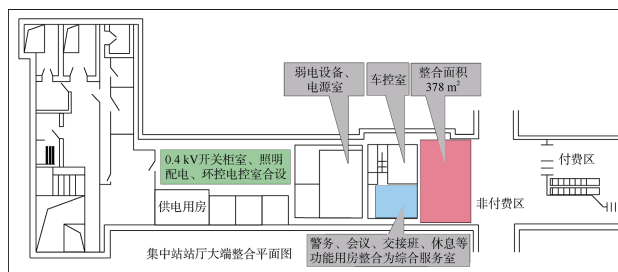 弱电设备、
电源室
车控室
整合面积
378 m²
0.4 kV开关柜室、照明
配电、环控电控室合设
付费区
供电用房
非付费区
集中站站厅大端整合平面图
警务、会议、交接班、休息等
功能用房整合为综合服务室